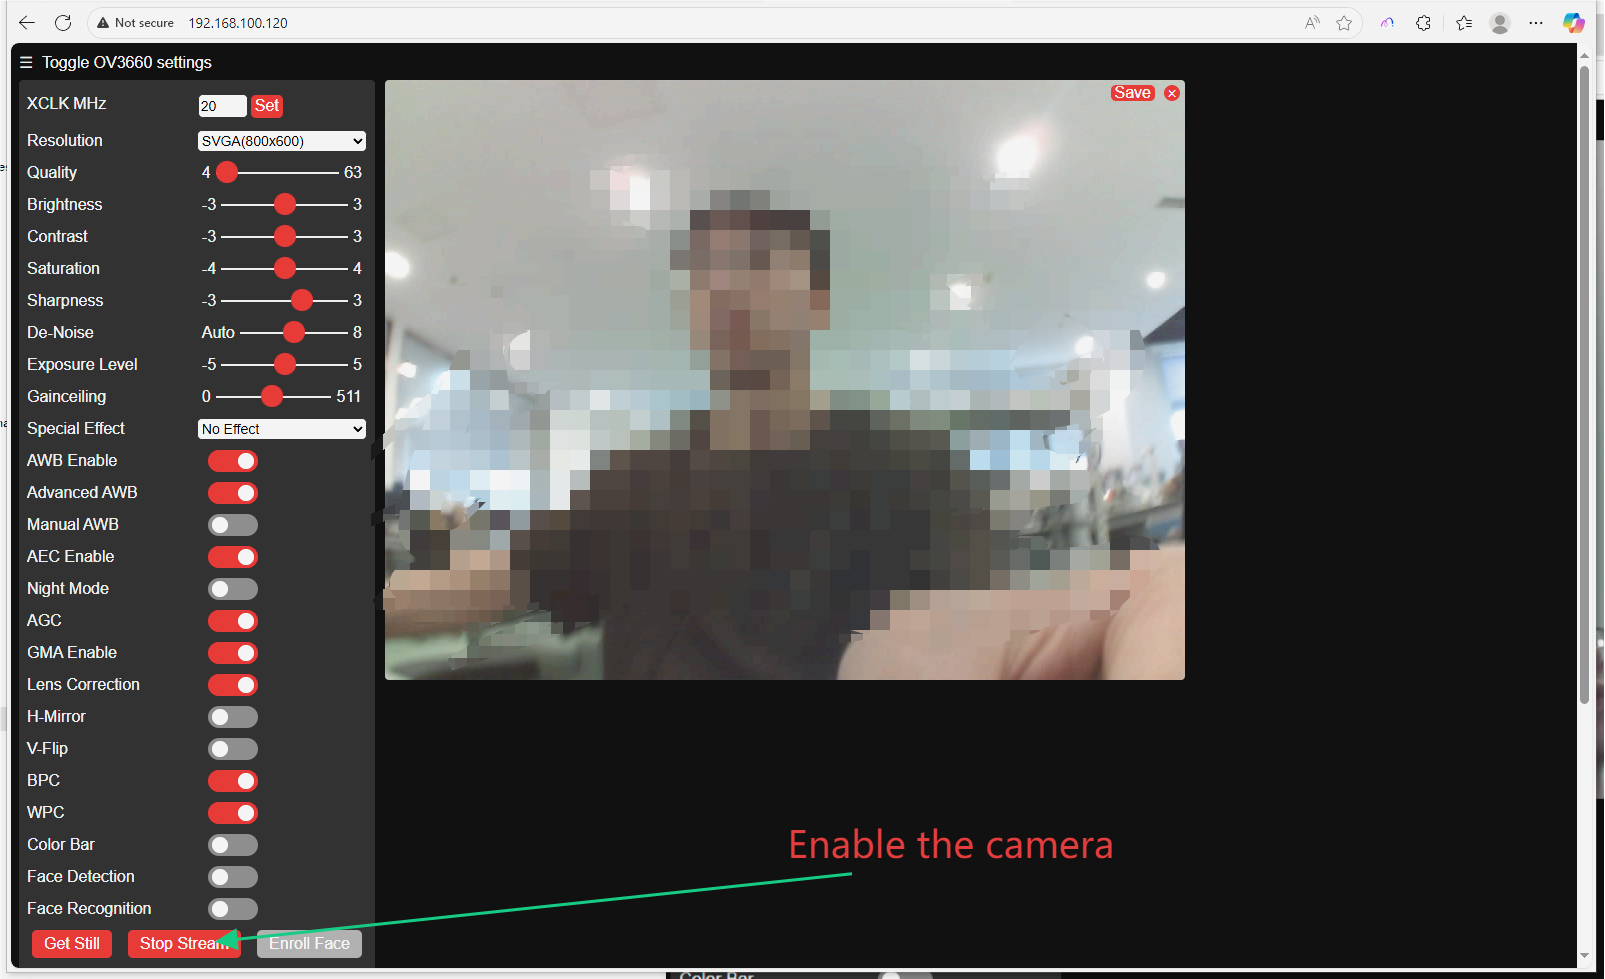 Not secure 192.168.100.120
☰ Toggle OV3660 settings
XCLK MHz 20 Set
Resolution SVGA(800x600)
Quality 4 63
Brightness -3 3
Contrast -3 3
Saturation -4 4
Sharpness -3 3
De-Noise Auto 8
Exposure Level -5 5
Gainceiling 0 511
Special Effect No Effect
AWB Enable
Advanced AWB
Manual AWB
AEC Enable
Night Mode
AGC
GMA Enable
Lens Correction
H-Mirror
V-Flip
BPC
WPC
Color Bar
Face Detection
Face Recognition
Get Still Stop Stream Enroll Face
Save ×
Enable the camera
Color Bar